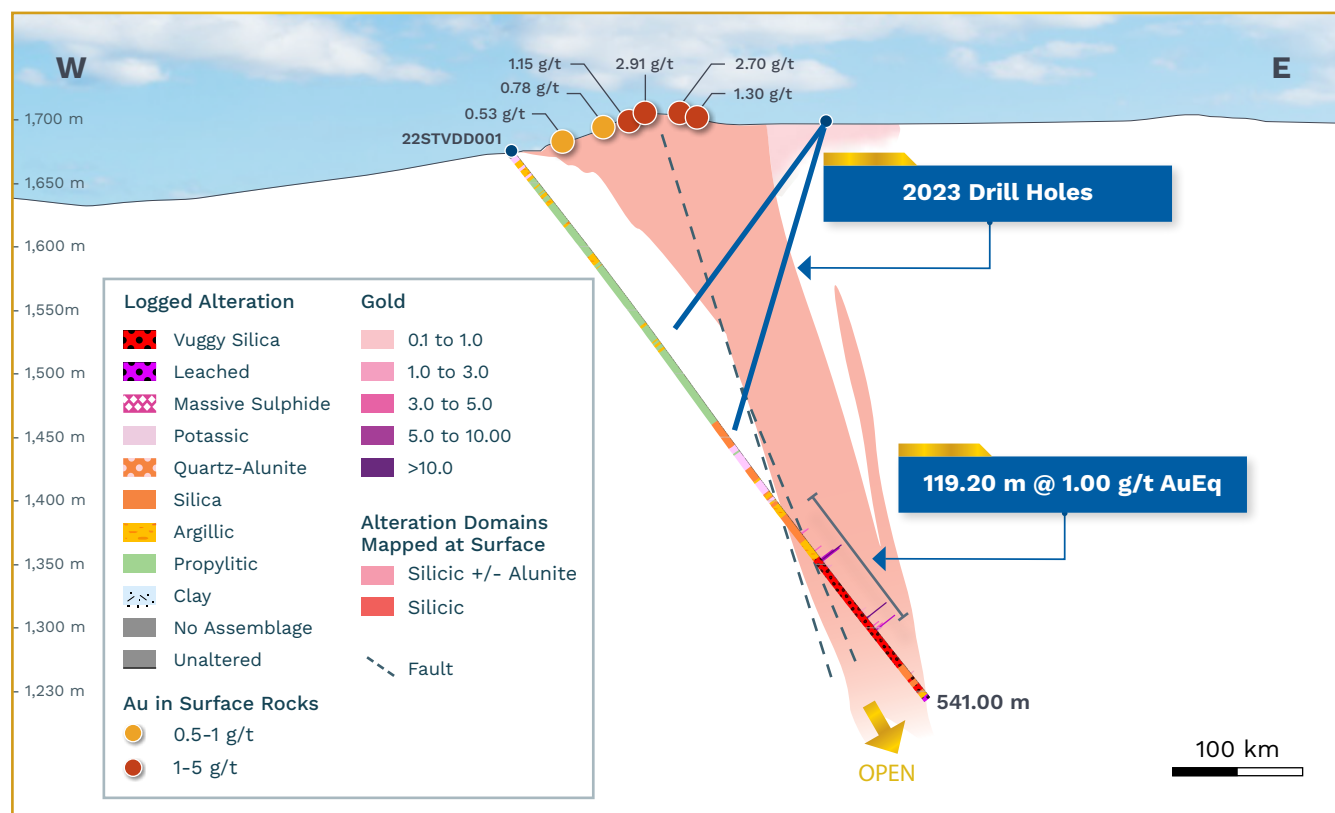 W
E
1.15 g/t
2.91 g/t
2.70 g/t
0.78 g/t
1.30 g/t
0.53 g/t
22STVDD001
- 1,700 m
- 1,650 m
- 1,600 m
- 1,550m
- 1,500 m
- 1,450 m
- 1,400 m
- 1,350 m
- 1,300 m
- 1,230 m
2023 Drill Holes
119.20 m @ 1.00 g/t AuEq
541.00 m
OPEN
100 km
Logged Alteration
Vuggy Silica
Leached
Massive Sulphide
Potassic
Quartz-Alunite
Silica
Argillic
Propylitic
Clay
No Assemblage
Unaltered
Au in Surface Rocks
0.5-1 g/t
1-5 g/t
Gold
0.1 to 1.0
1.0 to 3.0
3.0 to 5.0
5.0 to 10.00
>10.0
Alteration Domains
Mapped at Surface
Silicic +/- Alunite
Silicic
Fault